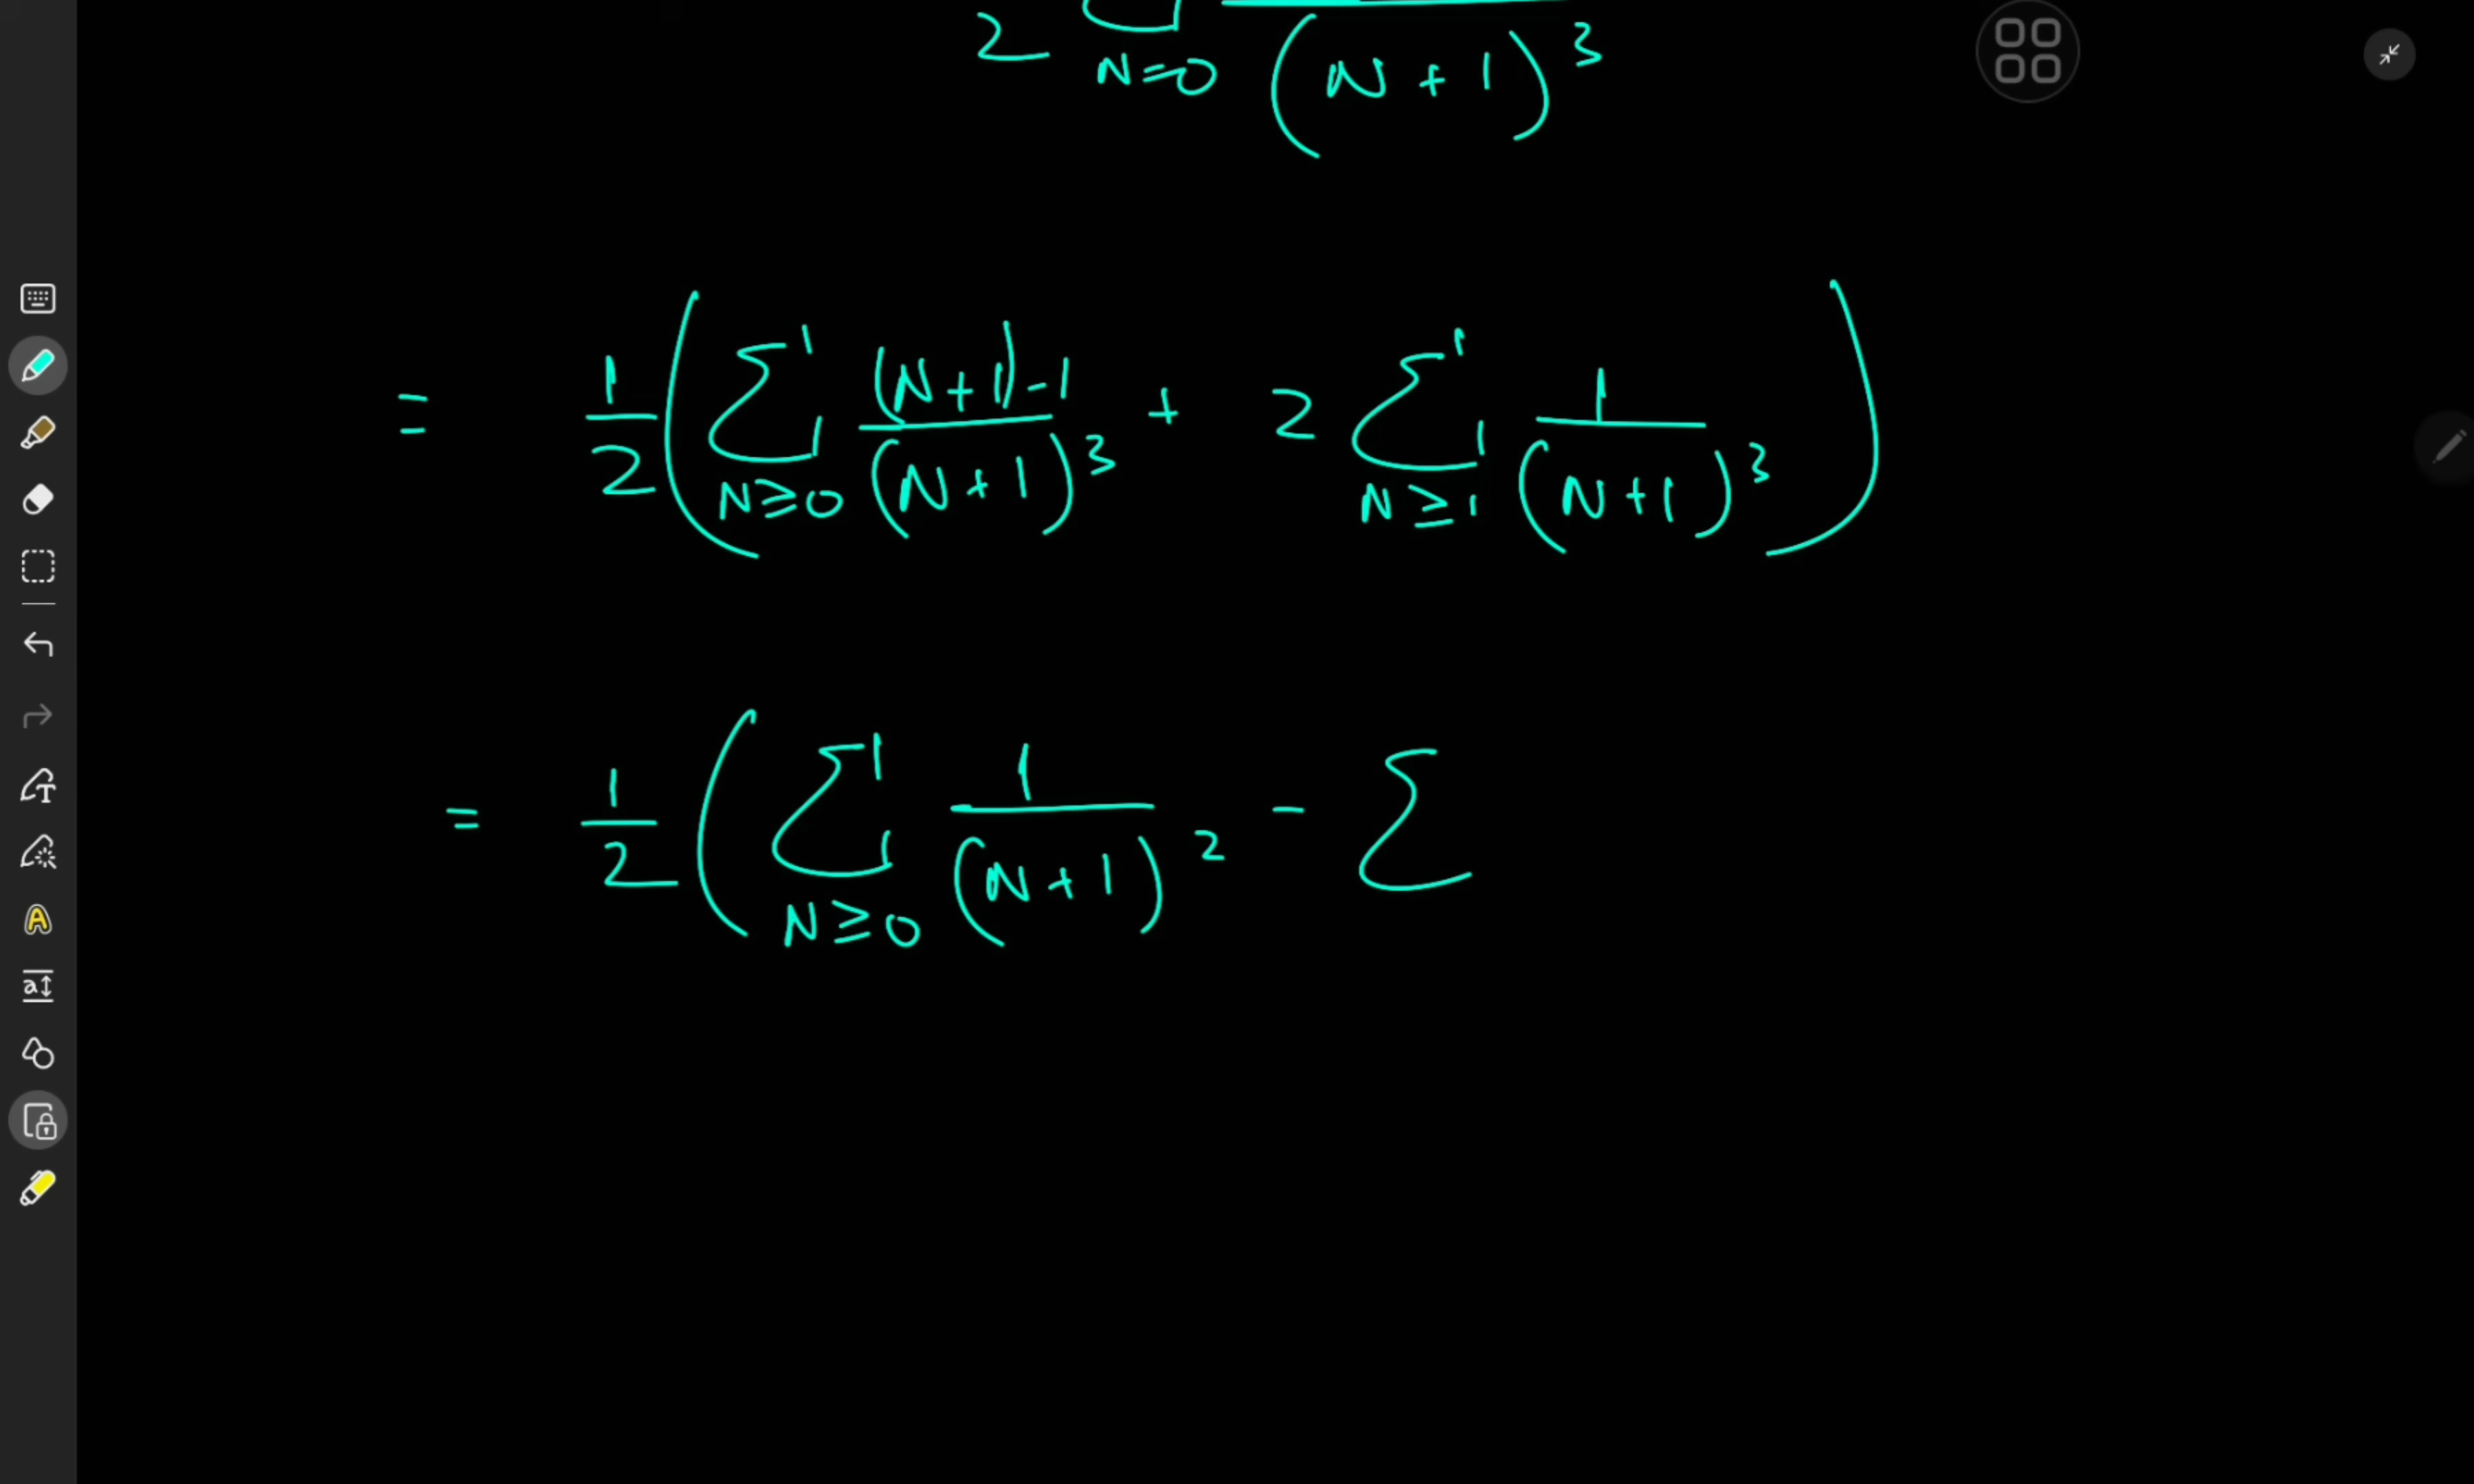 2 Σ N=0 (N+1)^3
= 1/2 ( Σ N≥0 ((N+1)-1)/(N+1)^3 + 2 Σ N≥1 1/(N+1)^3 )
= 1/2 ( Σ N≥0 1/(N+1)^2 - Σ